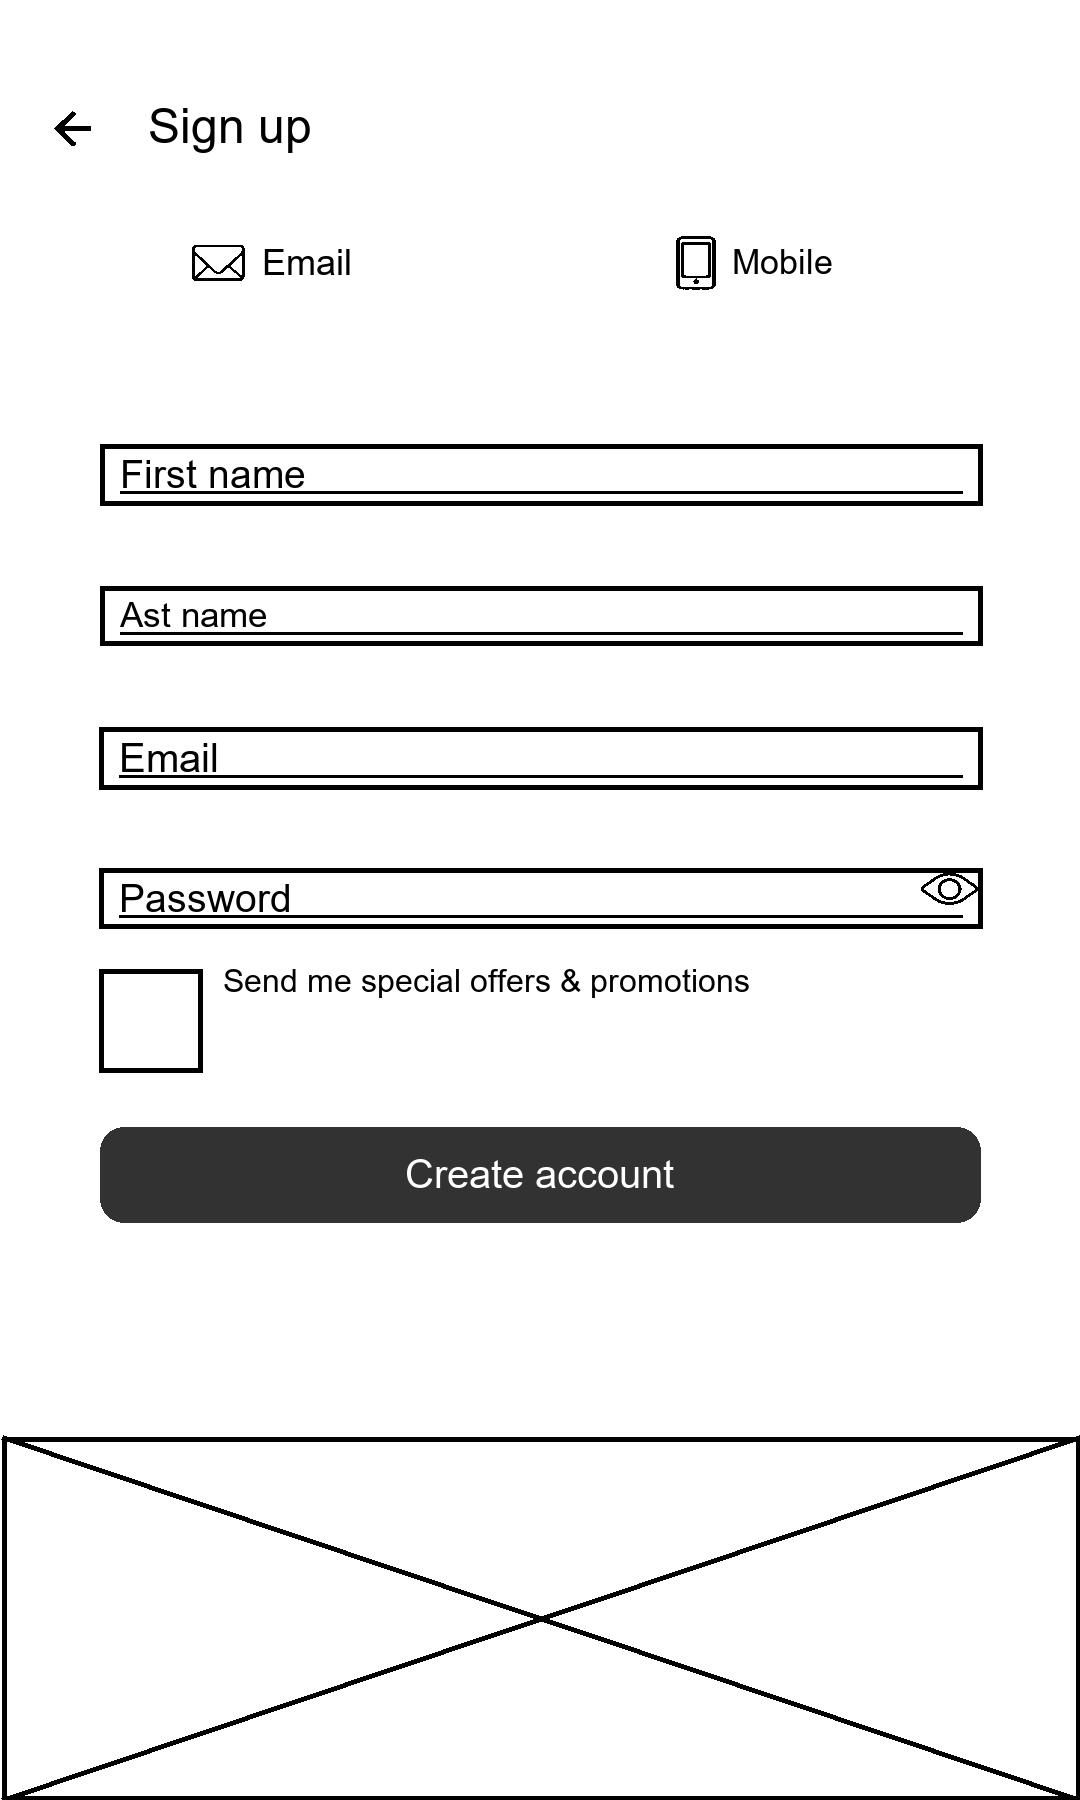 Sign up
Email
Mobile
First name
Ast name
Email
Password
Send me special offers & promotions
Create account